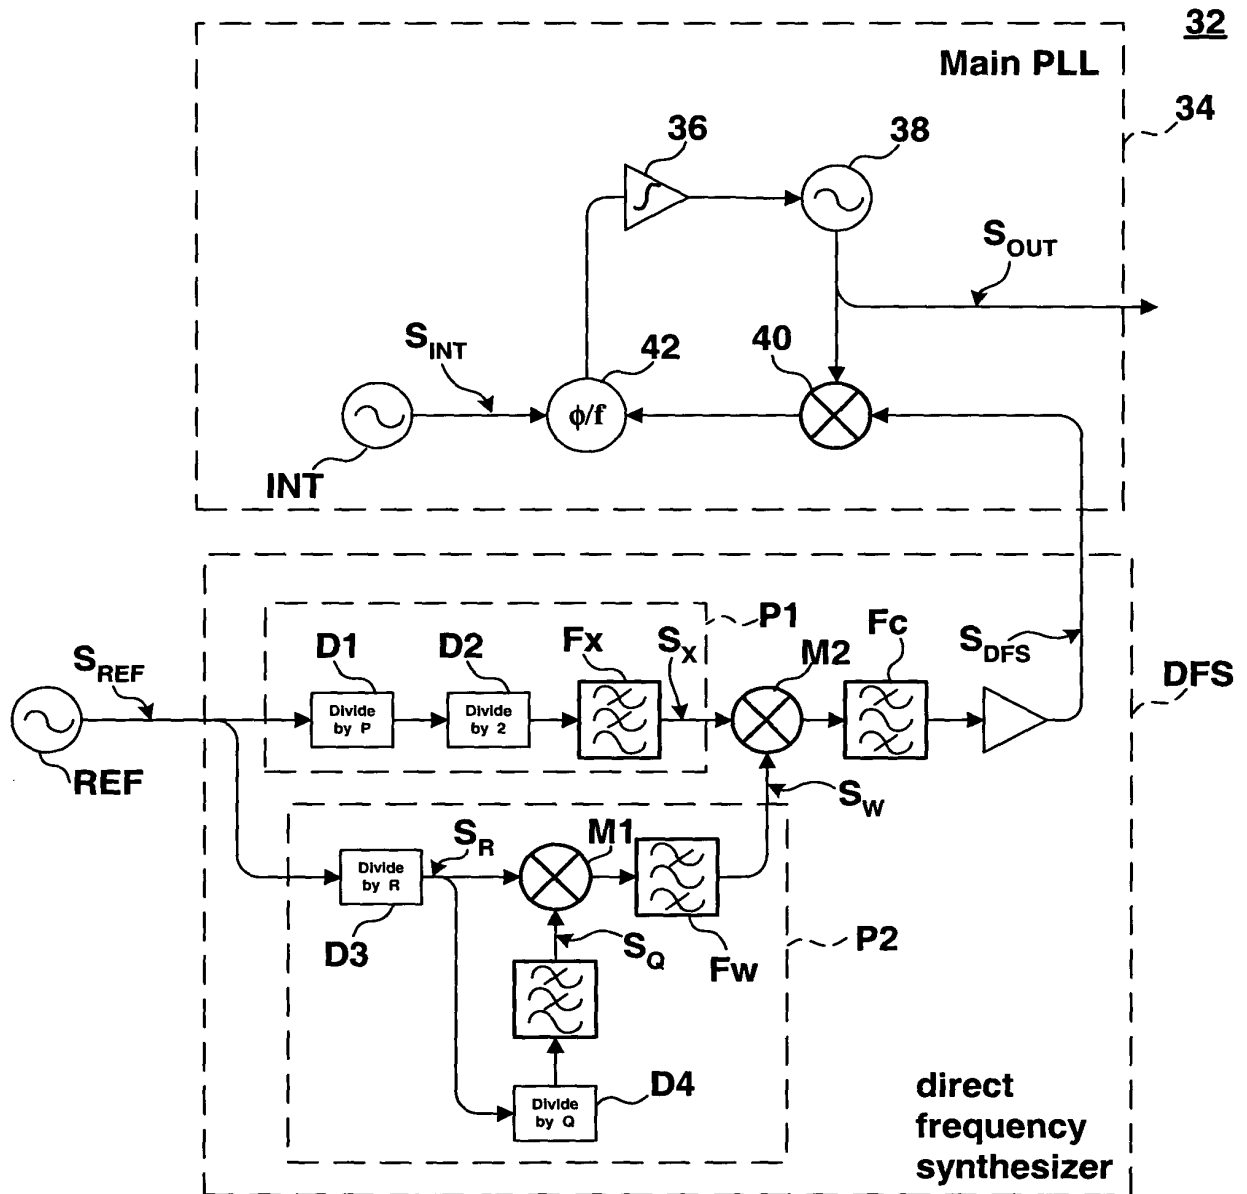 32
Main PLL
34
36
38
S_OUT
S_INT
42
40
ϕ/f
INT
P1
D1
D2
Fx
S_X
M2
Fc
S_DFS
DFS
S_REF
Divide
by P
Divide
by 2
REF
S_W
S_R
M1
Divide
by R
D3
S_Q
Fw
P2
D4
Divide
by Q
direct
frequency
synthesizer